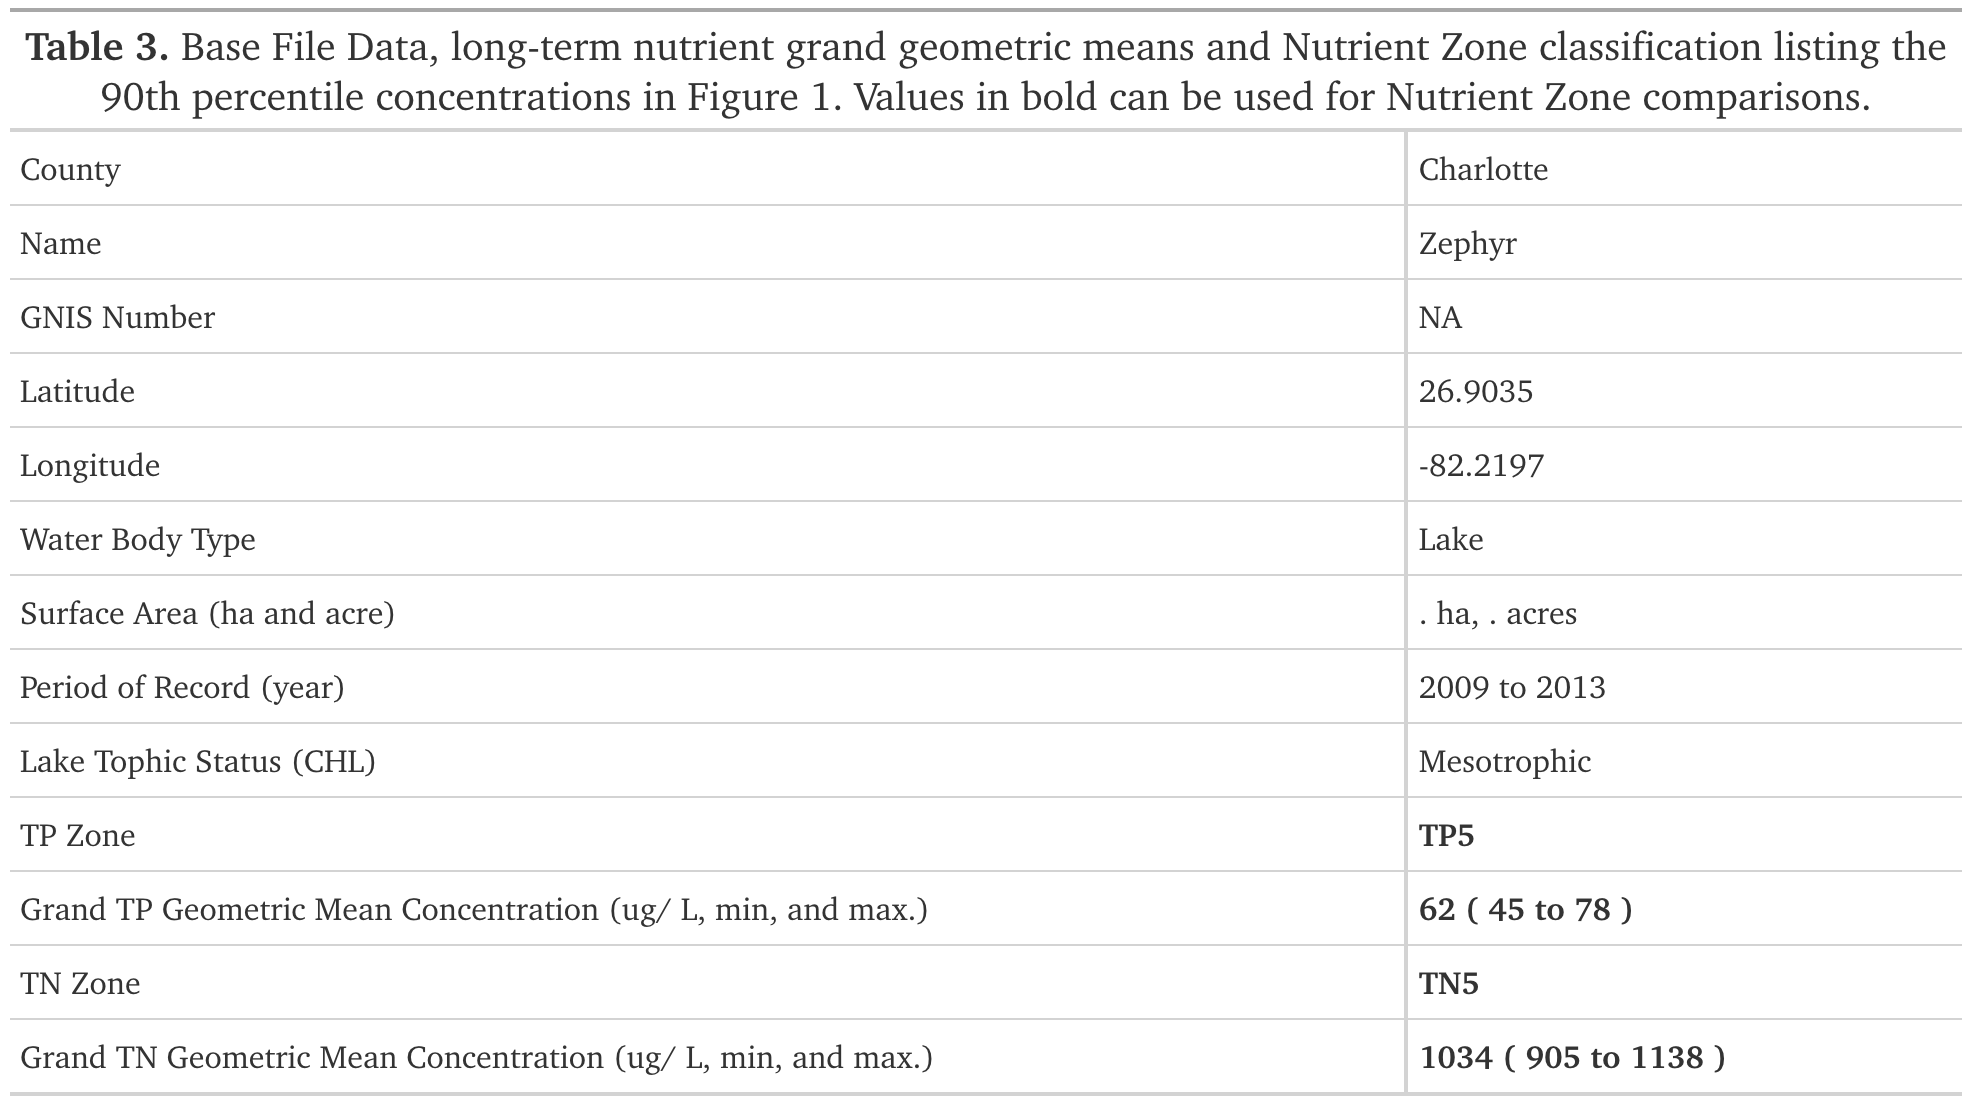 Table 3. Base File Data, long-term nutrient grand geometric means and Nutrient Zone classification listing the
90th percentile concentrations in Figure 1. Values in bold can be used for Nutrient Zone comparisons.
County Charlotte
Name Zephyr
GNIS Number NA
Latitude 26.9035
Longitude -82.2197
Water Body Type Lake
Surface Area (ha and acre) . ha, . acres
Period of Record (year) 2009 to 2013
Lake Tophic Status (CHL) Mesotrophic
TP Zone TP5
Grand TP Geometric Mean Concentration (ug/ L, min, and max.) 62 ( 45 to 78 )
TN Zone TN5
Grand TN Geometric Mean Concentration (ug/ L, min, and max.) 1034 ( 905 to 1138 )